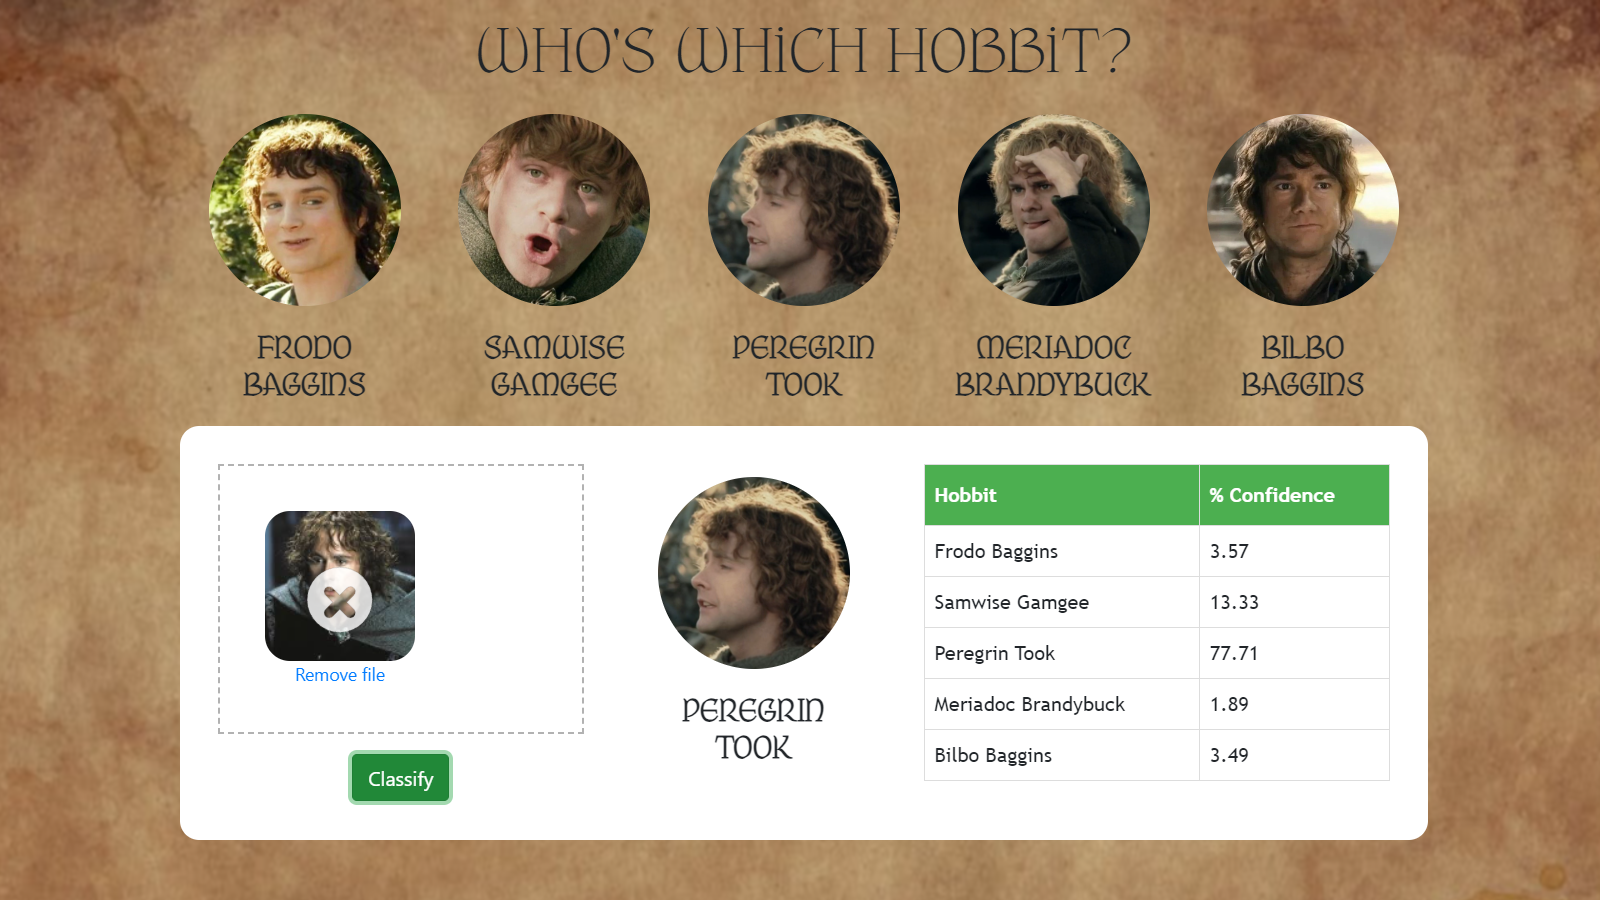 WHO'S WHiCH HOBBiT?
FRODO
BAGGINS
SAMWISE
GAMGEE
PEREGRIN
TOOK
MERIADOC
BRANDYBUCK
BILBO
BAGGINS
Remove file
Classify
PEREGRIN
TOOK
Hobbit % Confidence
Frodo Baggins 3.57
Samwise Gamgee 13.33
Peregrin Took 77.71
Meriadoc Brandybuck 1.89
Bilbo Baggins 3.49